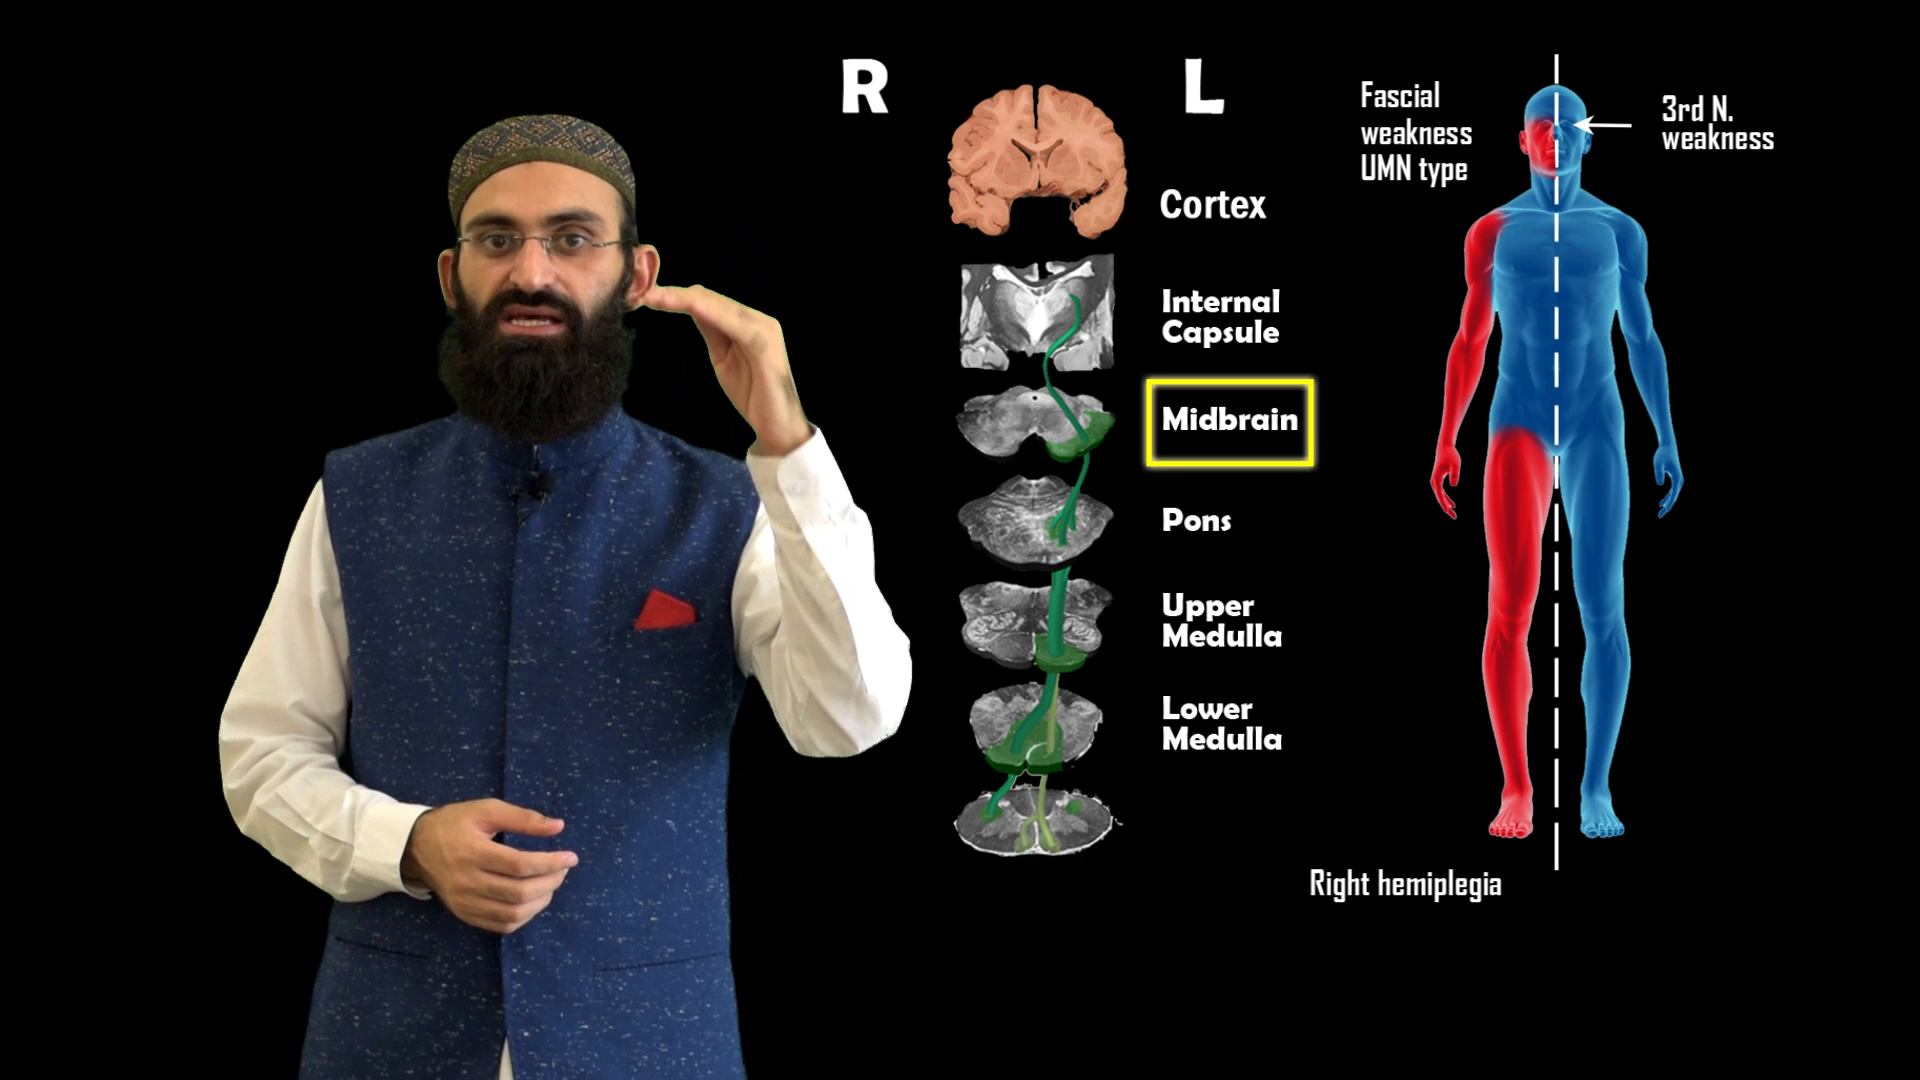 R
L
Cortex
Internal
Capsule
Midbrain
Pons
Upper
Medulla
Lower
Medulla
Fascial
weakness
UMN type
3rd N.
weakness
Right hemiplegia